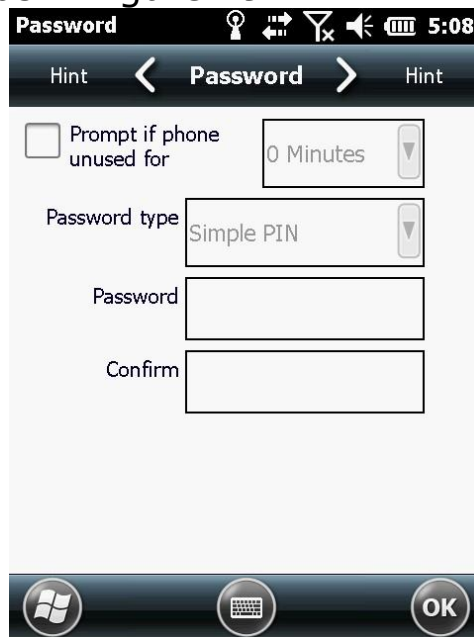 Password 5:08
Hint Password Hint
Prompt if phone
unused for
0 Minutes
Password type
Simple PIN
Password
Confirm
OK